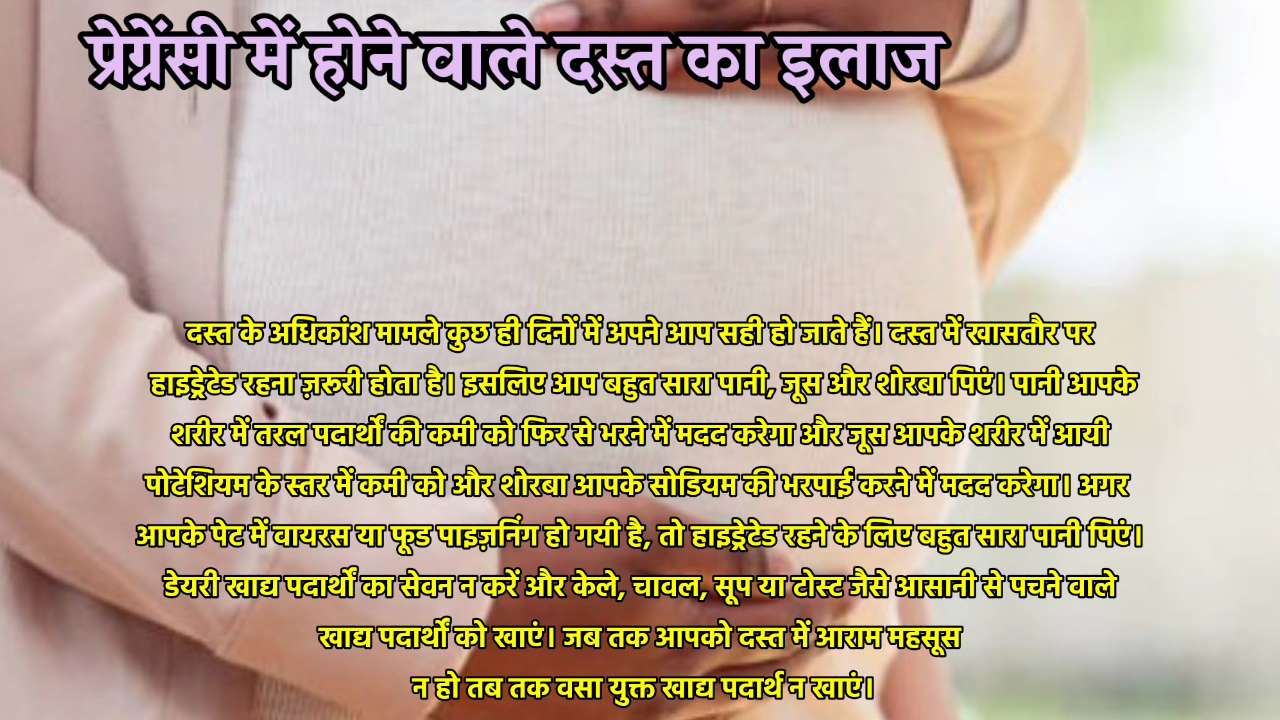 प्रेग्नेंसी में होने वाले दस्त का इलाज
दस्त के अधिकांश मामले कुछ ही दिनों में अपने आप सही हो जाते हैं। दस्त में खासतौर पर
हाइड्रेटेड रहना ज़रूरी होता है। इसलिए आप बहुत सारा पानी, जूस और शोरबा पिएं। पानी आपके
शरीर में तरल पदार्थों की कमी को फिर से भरने में मदद करेगा और जूस आपके शरीर में आयी
पोटेशियम के स्तर में कमी को और शोरबा आपके सोडियम की भरपाई करने में मदद करेगा। अगर
आपके पेट में वायरस या फूड पाइज़निंग हो गयी है, तो हाइड्रेटेड रहने के लिए बहुत सारा पानी पिएं।
डेयरी खाद्य पदार्थों का सेवन न करें और केले, चावल, सूप या टोस्ट जैसे आसानी से पचने वाले
खाद्य पदार्थों को खाएं। जब तक आपको दस्त में आराम महसूस
न हो तब तक वसा युक्त खाद्य पदार्थ न खाएं।